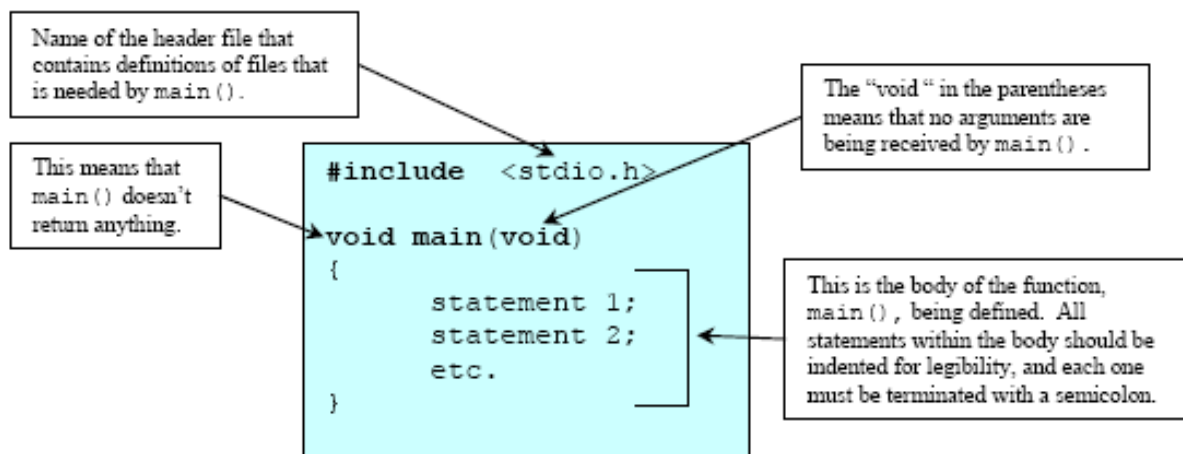 Name of the header file that
contains definitions of files that
is needed by main().
The “void “ in the parentheses
means that no arguments are
being received by main().
This means that
main() doesn’t
return anything.
#include <stdio.h>
void main(void)
{
statement 1;
statement 2;
etc.
}
This is the body of the function,
main(), being defined. All
statements within the body should be
indented for legibility, and each one
must be terminated with a semicolon.